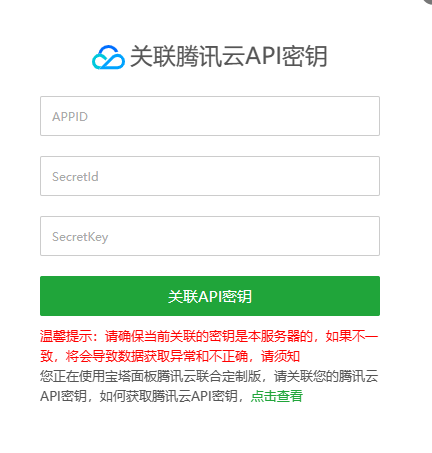 关联腾讯云API密钥
APPID
SecretId
SecretKey
关联API密钥
温馨提示：请确保当前关联的密钥是本服务器的，如果不一
致，将会导致数据获取异常和不正确，请须知
您正在使用宝塔面板腾讯云联合定制版，请关联您的腾讯云
API密钥，如何获取腾讯云API密钥，点击查看